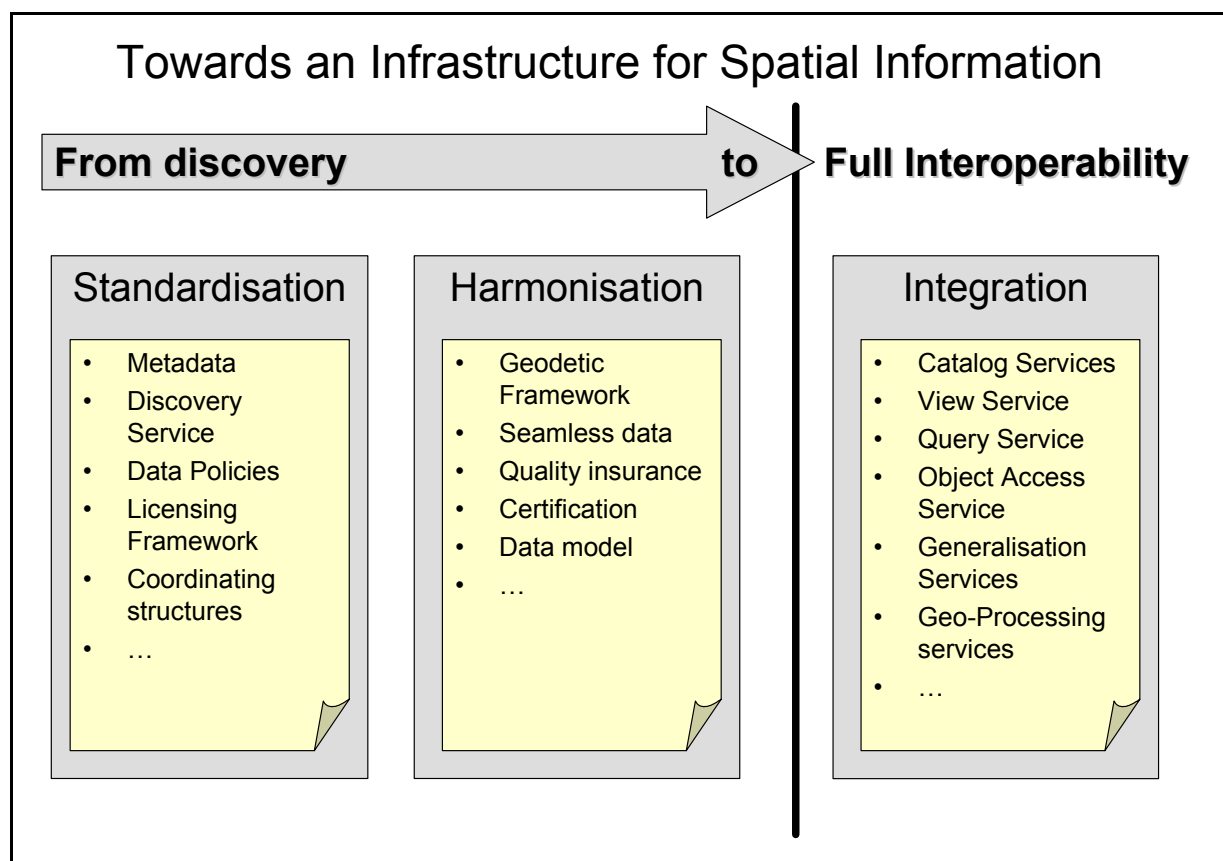 Towards an Infrastructure for Spatial Information
From discovery to Full Interoperability
Standardisation
• Metadata
• Discovery
Service
• Data Policies
• Licensing
Framework
• Coordinating
structures
• …
Harmonisation
• Geodetic
Framework
• Seamless data
• Quality insurance
• Certification
• Data model
• …
Integration
• Catalog Services
• View Service
• Query Service
• Object Access
Service
• Generalisation
Services
• Geo-Processing
services
• …